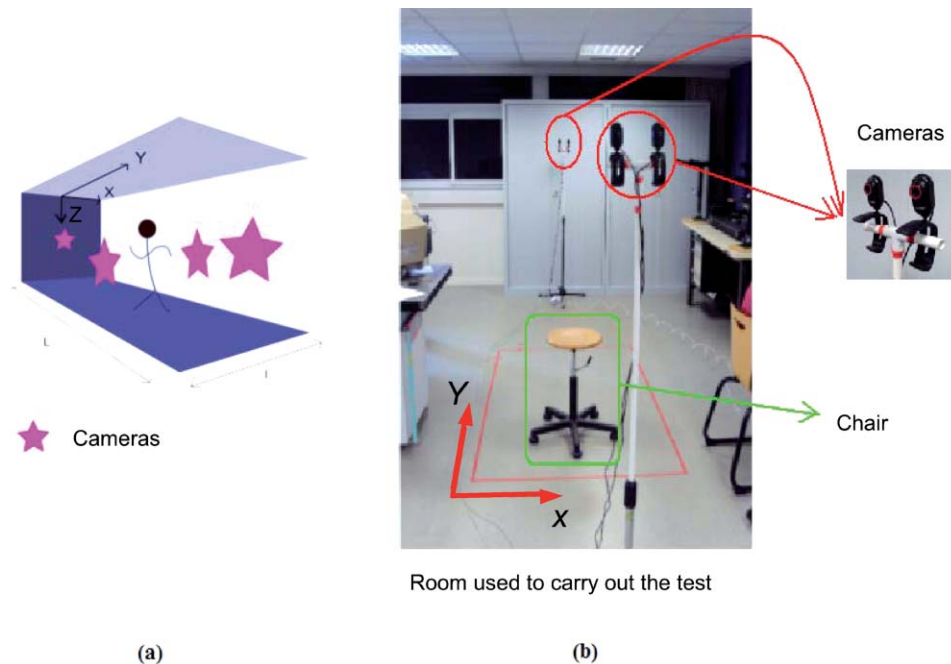 Y
X
Z
L
l
Cameras
Cameras
Chair
Y
x
Room used to carry out the test
(a)
(b)